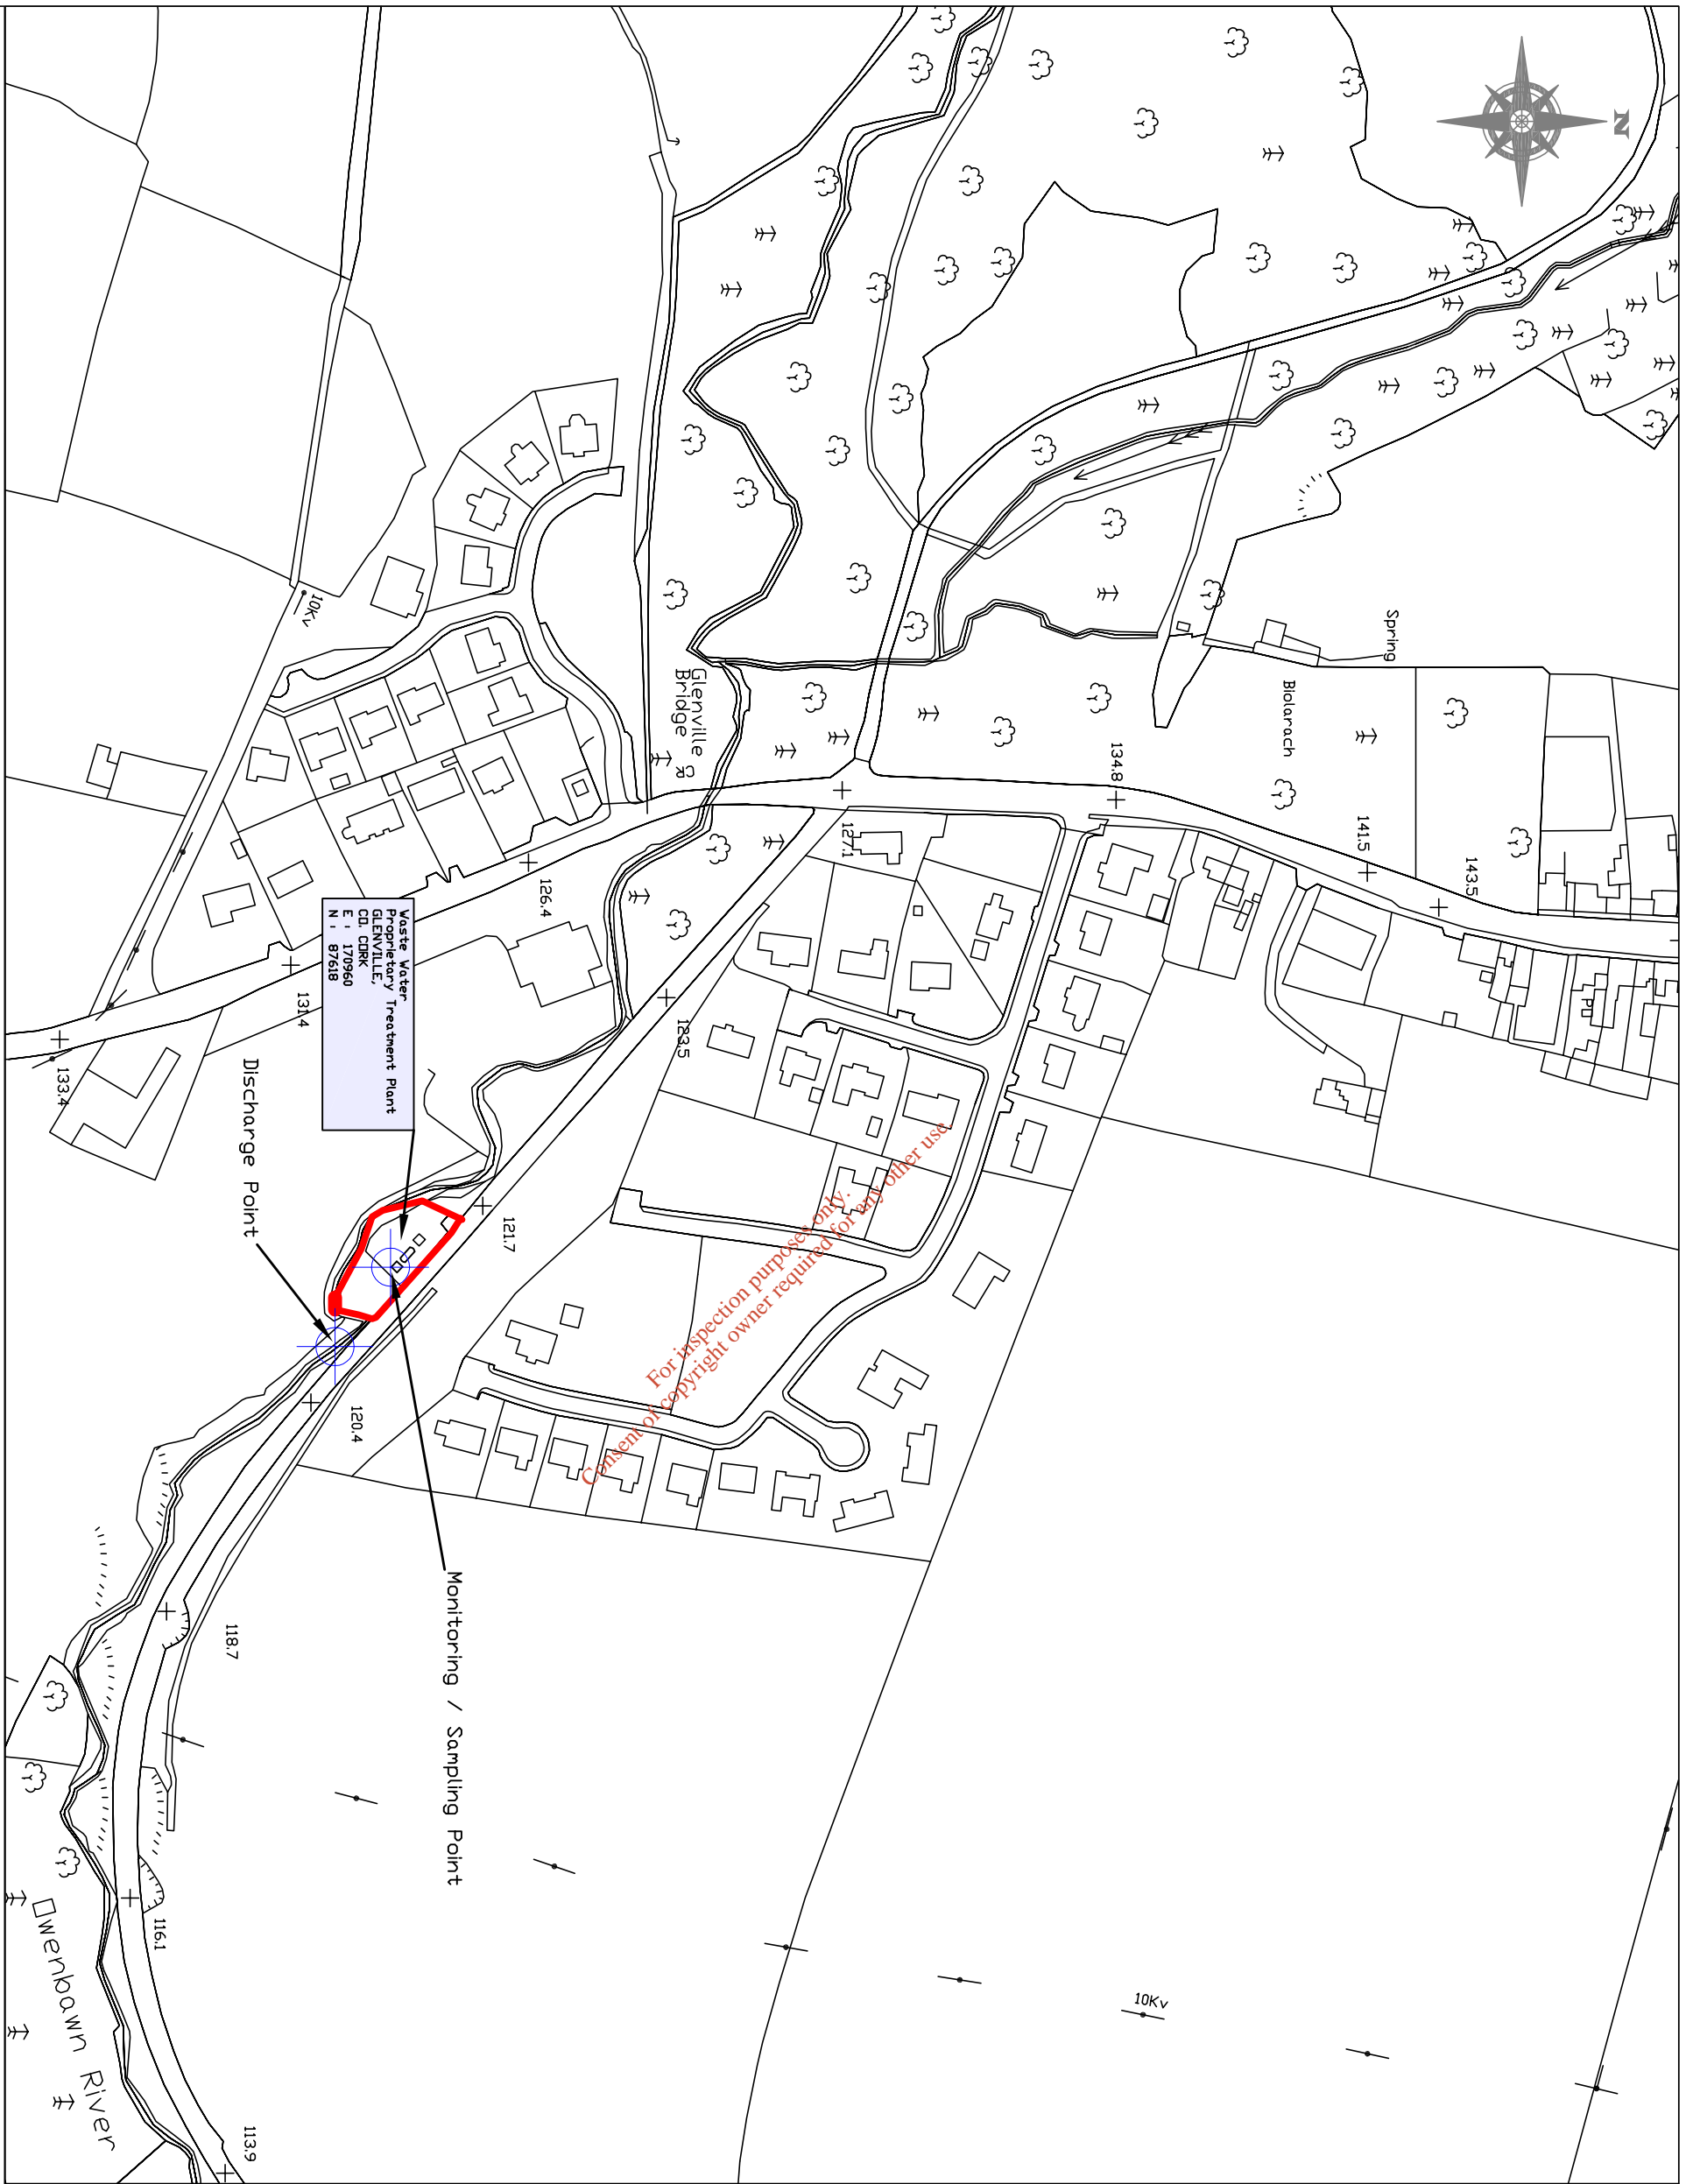 N
Spring
Biolarach
143.5
141.5
134.8
127.1
Glenville
Bridge
126.4
123.5
10Kv
Waste Water
Proprietary Treatment Plant
GLENVILLE,
CO. CORK
E : 170960
N : 87618
131.4
133.4
Discharge Point
121.7
120.4
Monitoring / Sampling Point
118.7
116.1
113.9
10Kv
Owenbawn River
For inspection purposes only.
Consent of copyright owner required for any other use.